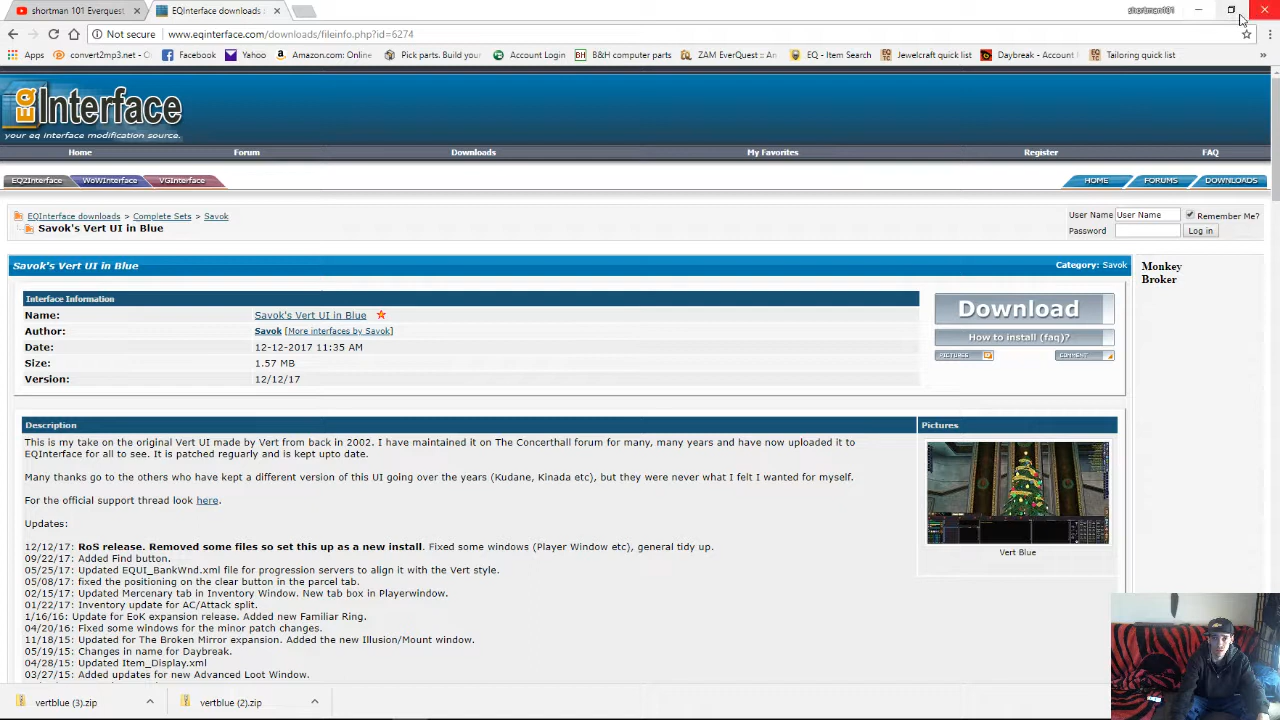 shortman 101 Everquest
EQInterface downloads
shortman101
Not secure
www.eqinterface.com/downloads/fileinfo.php?id=6274
Apps
convert2mp3.net - On
Facebook
Yahoo
Amazon.com: Online
Pick parts, build
Account Login
BH
B&H computer parts
ZAM EverQuest :: An
EQ - Item Search
Jewelcraft quick list
Daybreak - Account
Tailoring quick list
EQ Interface
your eq interface modification source.
Home
Forum
Downloads
My Favorites
Register
FAQ
EQ2Interface
WoWInterface
VGInterface
HOME
FORUMS
DOWNLOADS
EQInterface downloads > Complete Sets > Savok
Savok's Vert UI in Blue
User Name
User Name
Remember Me?
Password
Log in
Savok's Vert UI in Blue
Category: Savok
Monkey
Broker
Interface Information
Name:
Savok's Vert UI in Blue
Author:
Savok [More interfaces by Savok]
Date:
12-12-2017 11:35 AM
Size:
1.57 MB
Version:
12/12/17
Download
How to install (faq)?
PICTURES
COMMENT
Description
This is my take on the original Vert UI made by Vert from back in 2002. I have maintained it on The Concerthall forum for many, many years and have now uploaded it to
EQInterface for all to see. It is patched reguarly and is kept upto date.
Many thanks go to the others who have kept a different version of this UI going over the years (Kudane, Kinada etc), but they were never what I felt I wanted for myself.
For the official support thread look here.
Updates:
12/12/17: RoS release. Removed some files so set this up as a new install. Fixed some windows (Player Window etc), general tidy up.
09/22/17: Added Find button.
05/25/17: Updated EQUI_BankWnd.xml file for progression servers to align it with the Vert style.
05/08/17: fixed the positioning on the clear button in the parcel tab.
02/15/17: Updated Mercenary tab in Inventory Window. New tab box in Playerwindow.
01/22/17: Inventory update for AC/Attack split.
1/16/16: Update for EoK expansion release. Added new Familiar Ring.
04/20/16: Fixed some windows for the minor patch changes.
11/18/15: Updated for The Broken Mirror expansion. Added the new Illusion/Mount window.
05/19/15: Changes in name for Daybreak.
04/28/15: Updated Item_Display.xml
03/27/15: Added updates for new Advanced Loot Window.
Pictures
Vert Blue
vertblue (3).zip
vertblue (2).zip